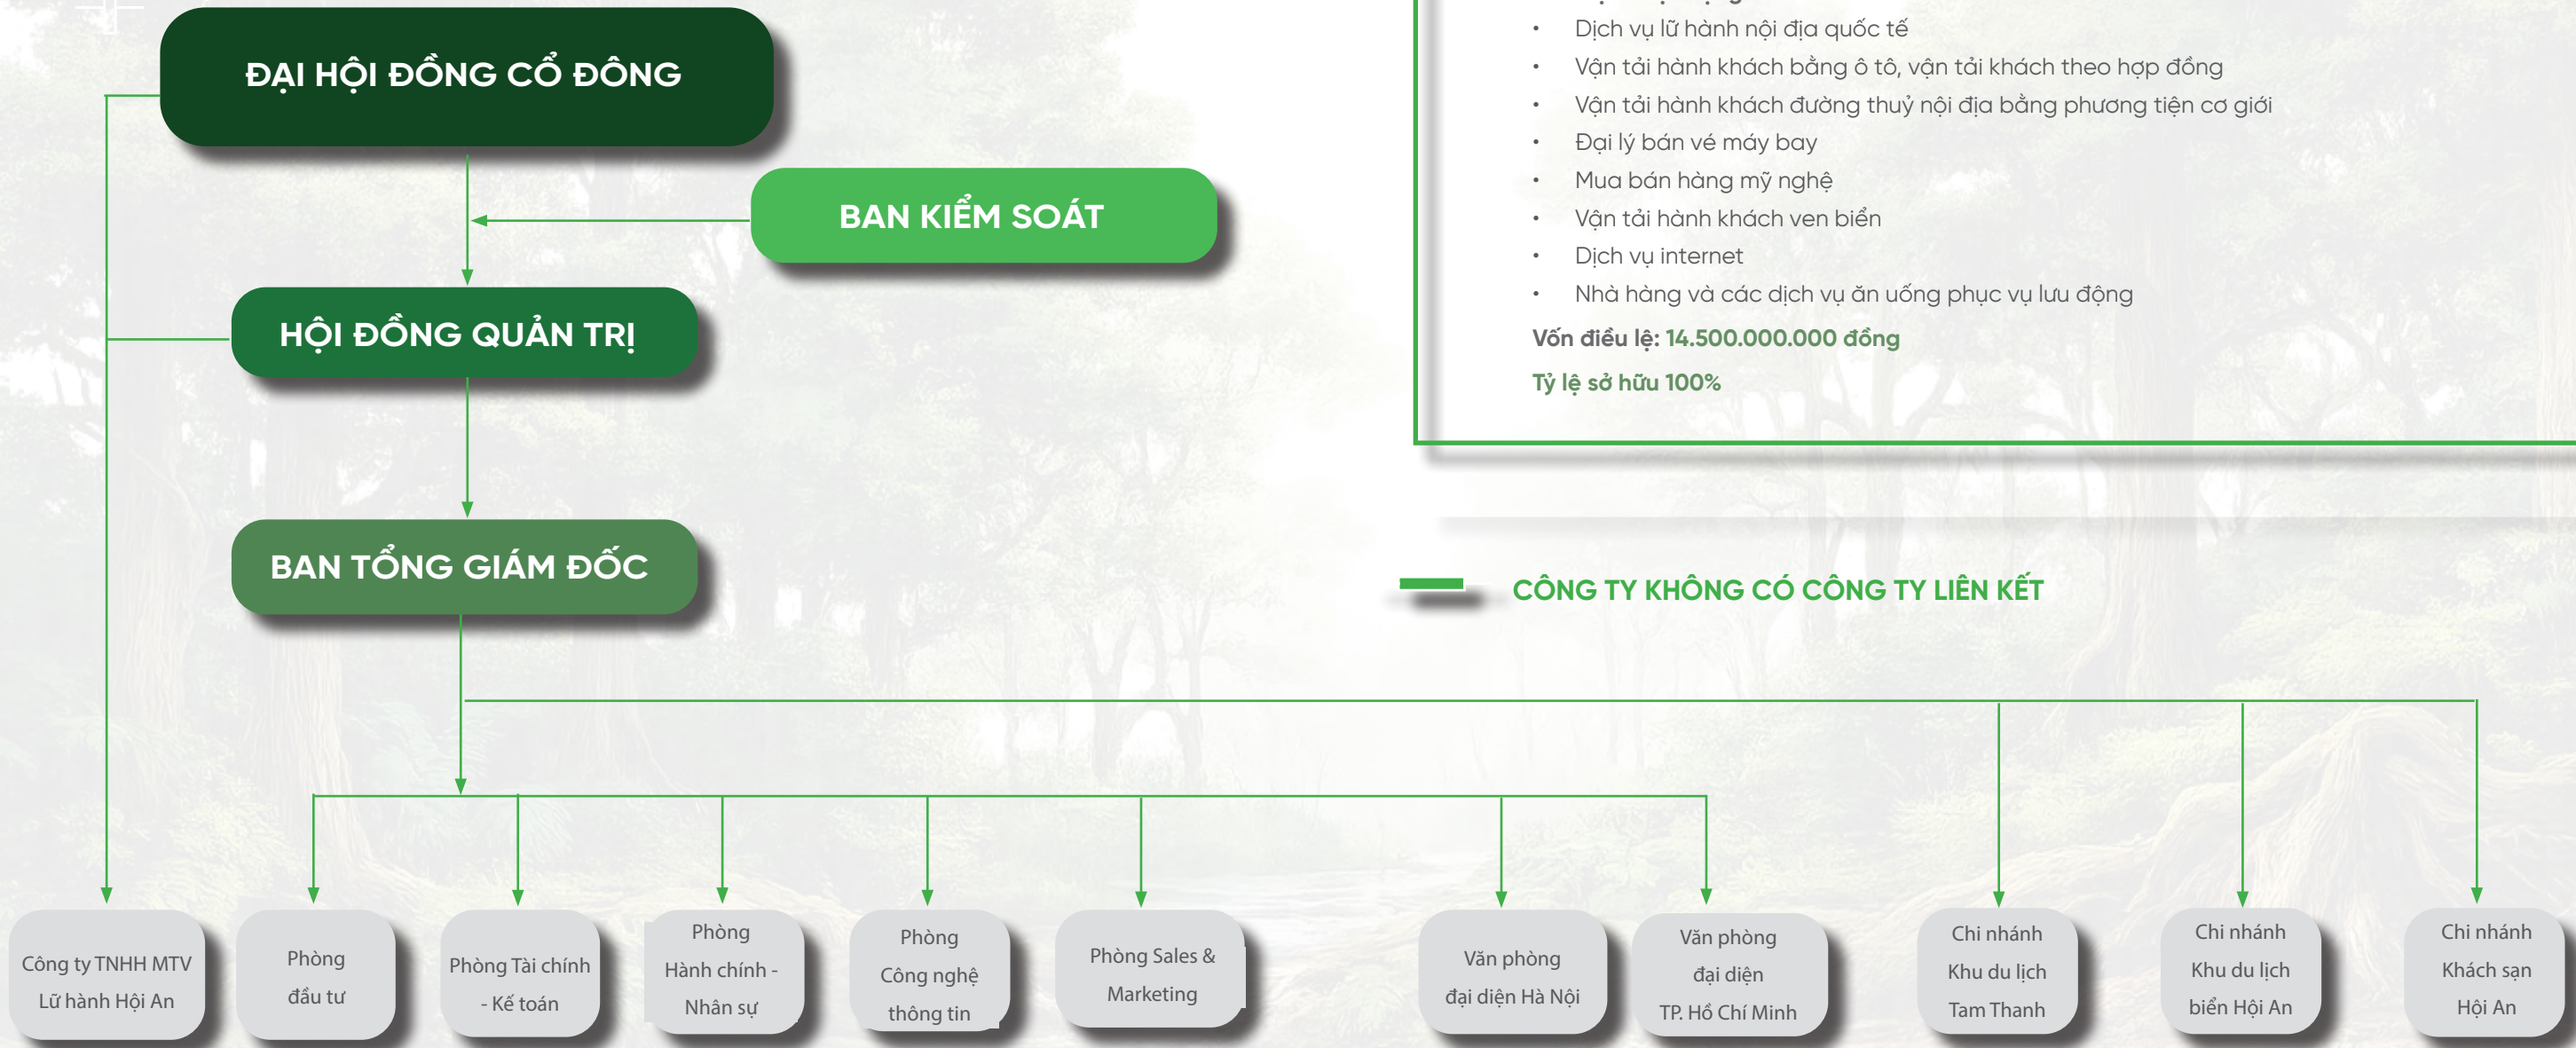 ĐẠI HỘI ĐỒNG CỔ ĐÔNG
BAN KIỂM SOÁT
HỘI ĐỒNG QUẢN TRỊ
BAN TỔNG GIÁM ĐỐC
• Dịch vụ lữ hành nội địa quốc tế
• Vận tải hành khách bằng ô tô, vận tải khách theo hợp đồng
• Vận tải hành khách đường thuỷ nội địa bằng phương tiện cơ giới
• Đại lý bán vé máy bay
• Mua bán hàng mỹ nghệ
• Vận tải hành khách ven biển
• Dịch vụ internet
• Nhà hàng và các dịch vụ ăn uống phục vụ lưu động
Vốn điều lệ: 14.500.000.000 đồng
Tỷ lệ sở hữu 100%
CÔNG TY KHÔNG CÓ CÔNG TY LIÊN KẾT
Công ty TNHH MTV
Lữ hành Hội An
Phòng
đầu tư
Phòng Tài chính
- Kế toán
Phòng
Hành chính -
Nhân sự
Phòng
Công nghệ
thông tin
Phòng Sales &
Marketing
Văn phòng
đại diện Hà Nội
Văn phòng
đại diện
TP. Hồ Chí Minh
Chi nhánh
Khu du lịch
Tam Thanh
Chi nhánh
Khu du lịch
biển Hội An
Chi nhánh
Khách sạn
Hội An